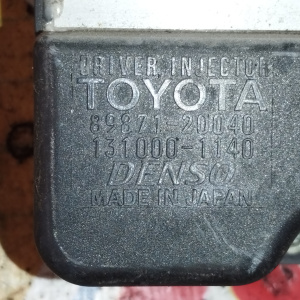 DRIVER, INJECTOR
TOYOTA
89871-20040
131000-1140
DENSO
MADE IN JAPAN